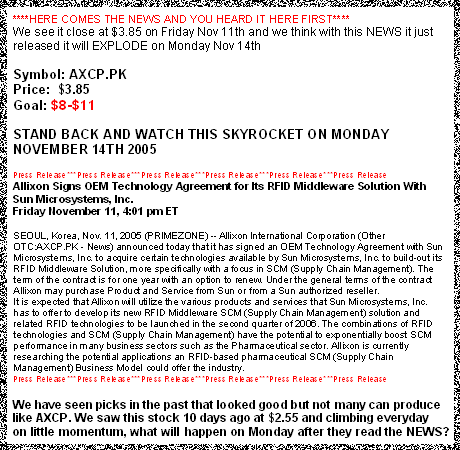 ****HERE COMES THE NEWS AND YOU HEARD IT HERE FIRST****
We see it close at $3.85 on Friday Nov 11th and we think with this NEWS it just
released it will EXPLODE on Monday Nov 14th
Symbol: AXCP.PK
Price: $3.85
Goal: $8-$11
STAND BACK AND WATCH THIS SKYROCKET ON MONDAY
NOVEMBER 14TH 2005
Press Release***Press Release***Press Release***Press Release***Press Release
Allixon Signs OEM Technology Agreement for Its RFID Middleware Solution With
Sun Microsystems, Inc.
Friday November 11, 4:01 pm ET
SEOUL, Korea, Nov. 11, 2005 (PRIMEZONE) -- Allixon International Corporation (Other
OTC:AXCP.PK - News) announced today that it has signed an OEM Technology Agreement with Sun
Microsystems, Inc. to acquire certain technologies available by Sun Microsystems, Inc. to build-out its
RFID Middleware Solution, more specifically with a focus in SCM (Supply Chain Management). The
term of the contract is for one year with an option to renew. Under the general terms of the contract
Allixon may purchase Product and Service from Sun or from a Sun authorized reseller.
It is expected that Allixon will utilize the various products and services that Sun Microsystems, Inc.
has to offer to develop its new RFID Middleware SCM (Supply Chain Management) solution and
related RFID technologies to be launched in the second quarter of 2006. The combinations of RFID
technologies and SCM (Supply Chain Management) have the potential to exponentially boost SCM
performance in many business sectors such as the Pharmaceutical sector. Allixon is currently
researching the potential applications an RFID-based pharmaceutical SCM (Supply Chain
Management) Business Model could offer the industry.
Press Release***Press Release***Press Release***Press Release***Press Release
We have seen picks in the past that looked good but not many can produce
like AXCP. We saw this stock 10 days ago at $2.55 and climbing everyday
on little momentum, what will happen on Monday after they read the NEWS?